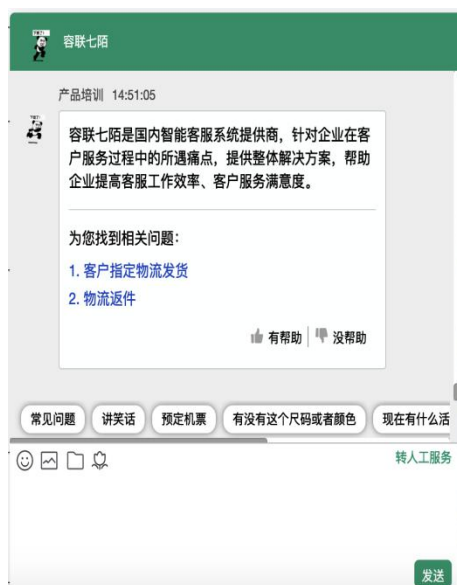 容联七陌
产品培训 14:51:05
容联七陌是国内智能客服系统提供商，针对企业在客
户服务过程中的所遇痛点，提供整体解决方案，帮助
企业提高客服工作效率、客户服务满意度。
为您找到相关问题：
1. 客户指定物流发货
2. 物流返件
有帮助 没帮助
常见问题 讲笑话 预定机票 有没有这个尺码或者颜色 现在有什么活
转人工服务
发送